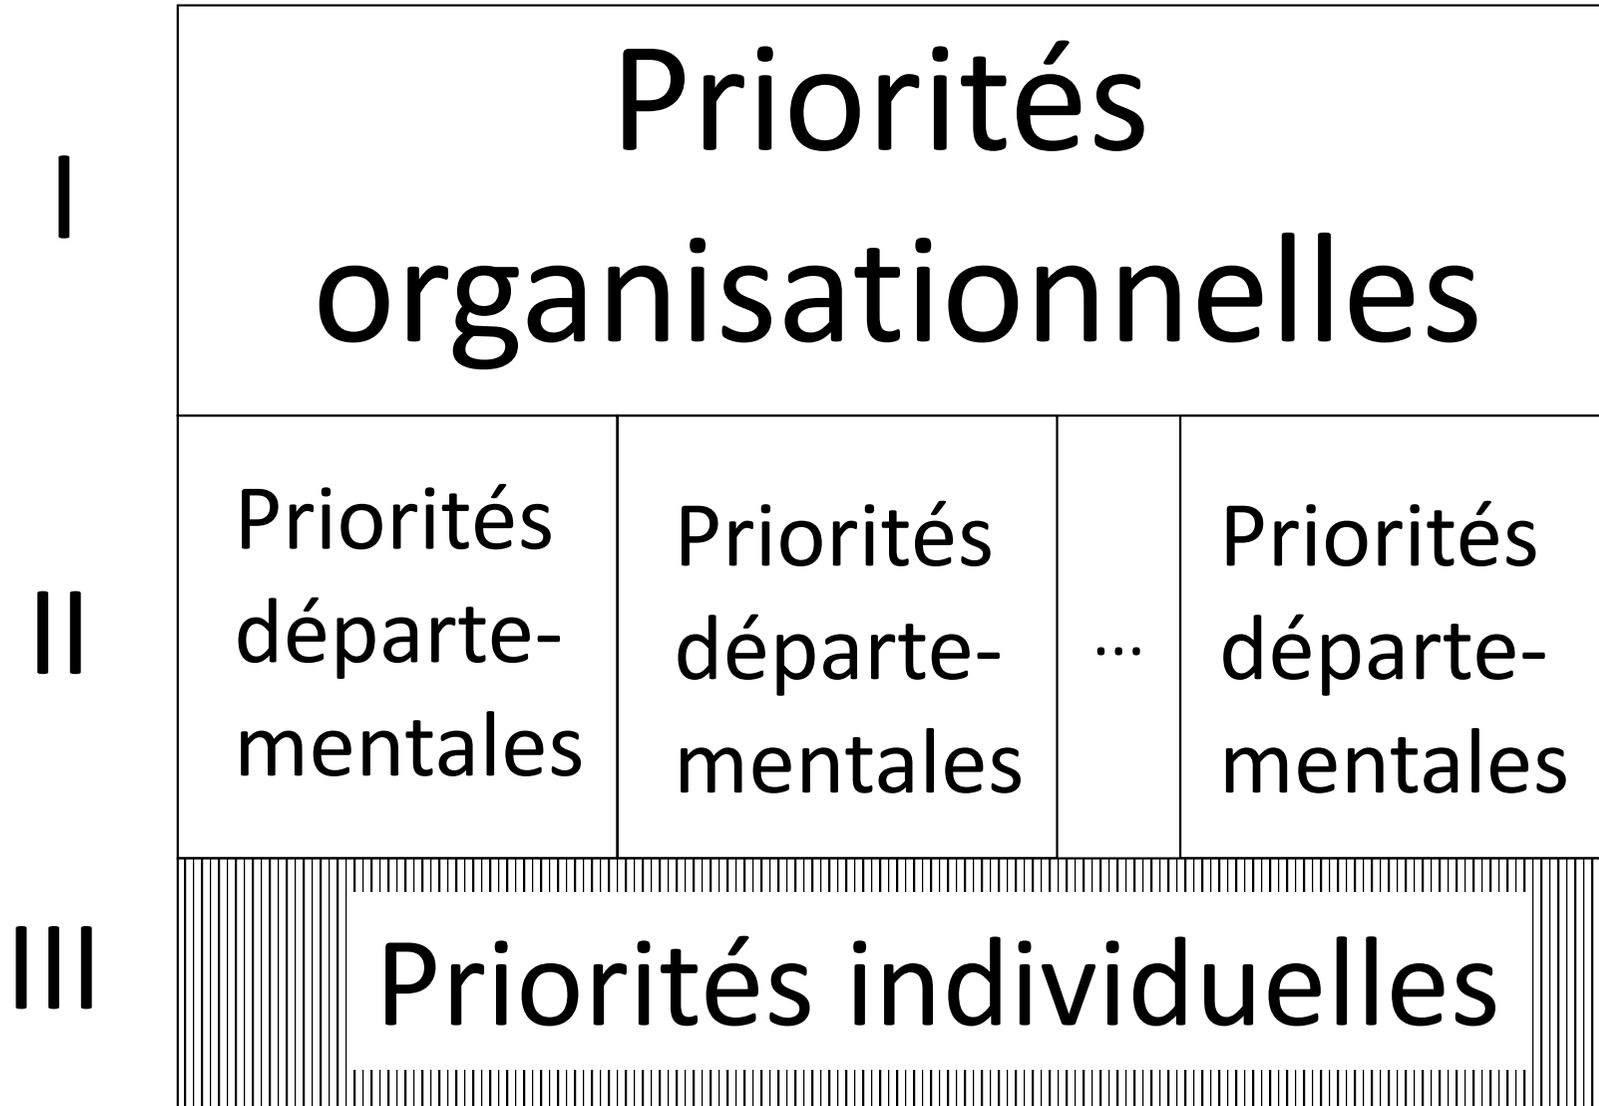 I
Priorités
organisationnelles
II
Priorités
départe-
mentales
Priorités
départe-
mentales
...
Priorités
départe-
mentales
III
Priorités individuelles